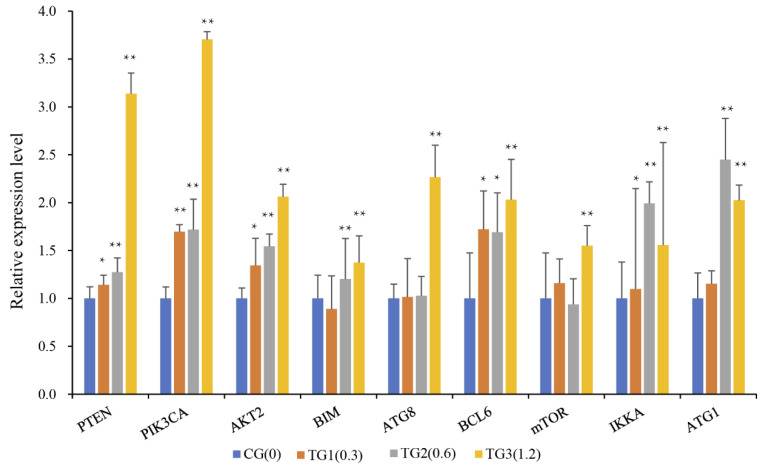 Relative expression level
4.0
3.5
3.0
2.5
2.0
1.5
1.0
0.5
0.0
* ** **
** ** **
* ** **
** **
**
* * **
**
* ** **
** **
PTEN PIK3CA AKT2 BIM ATG8 BCL6 mTOR IKKA ATG1
CG(0) TG1(0.3) TG2(0.6) TG3(1.2)